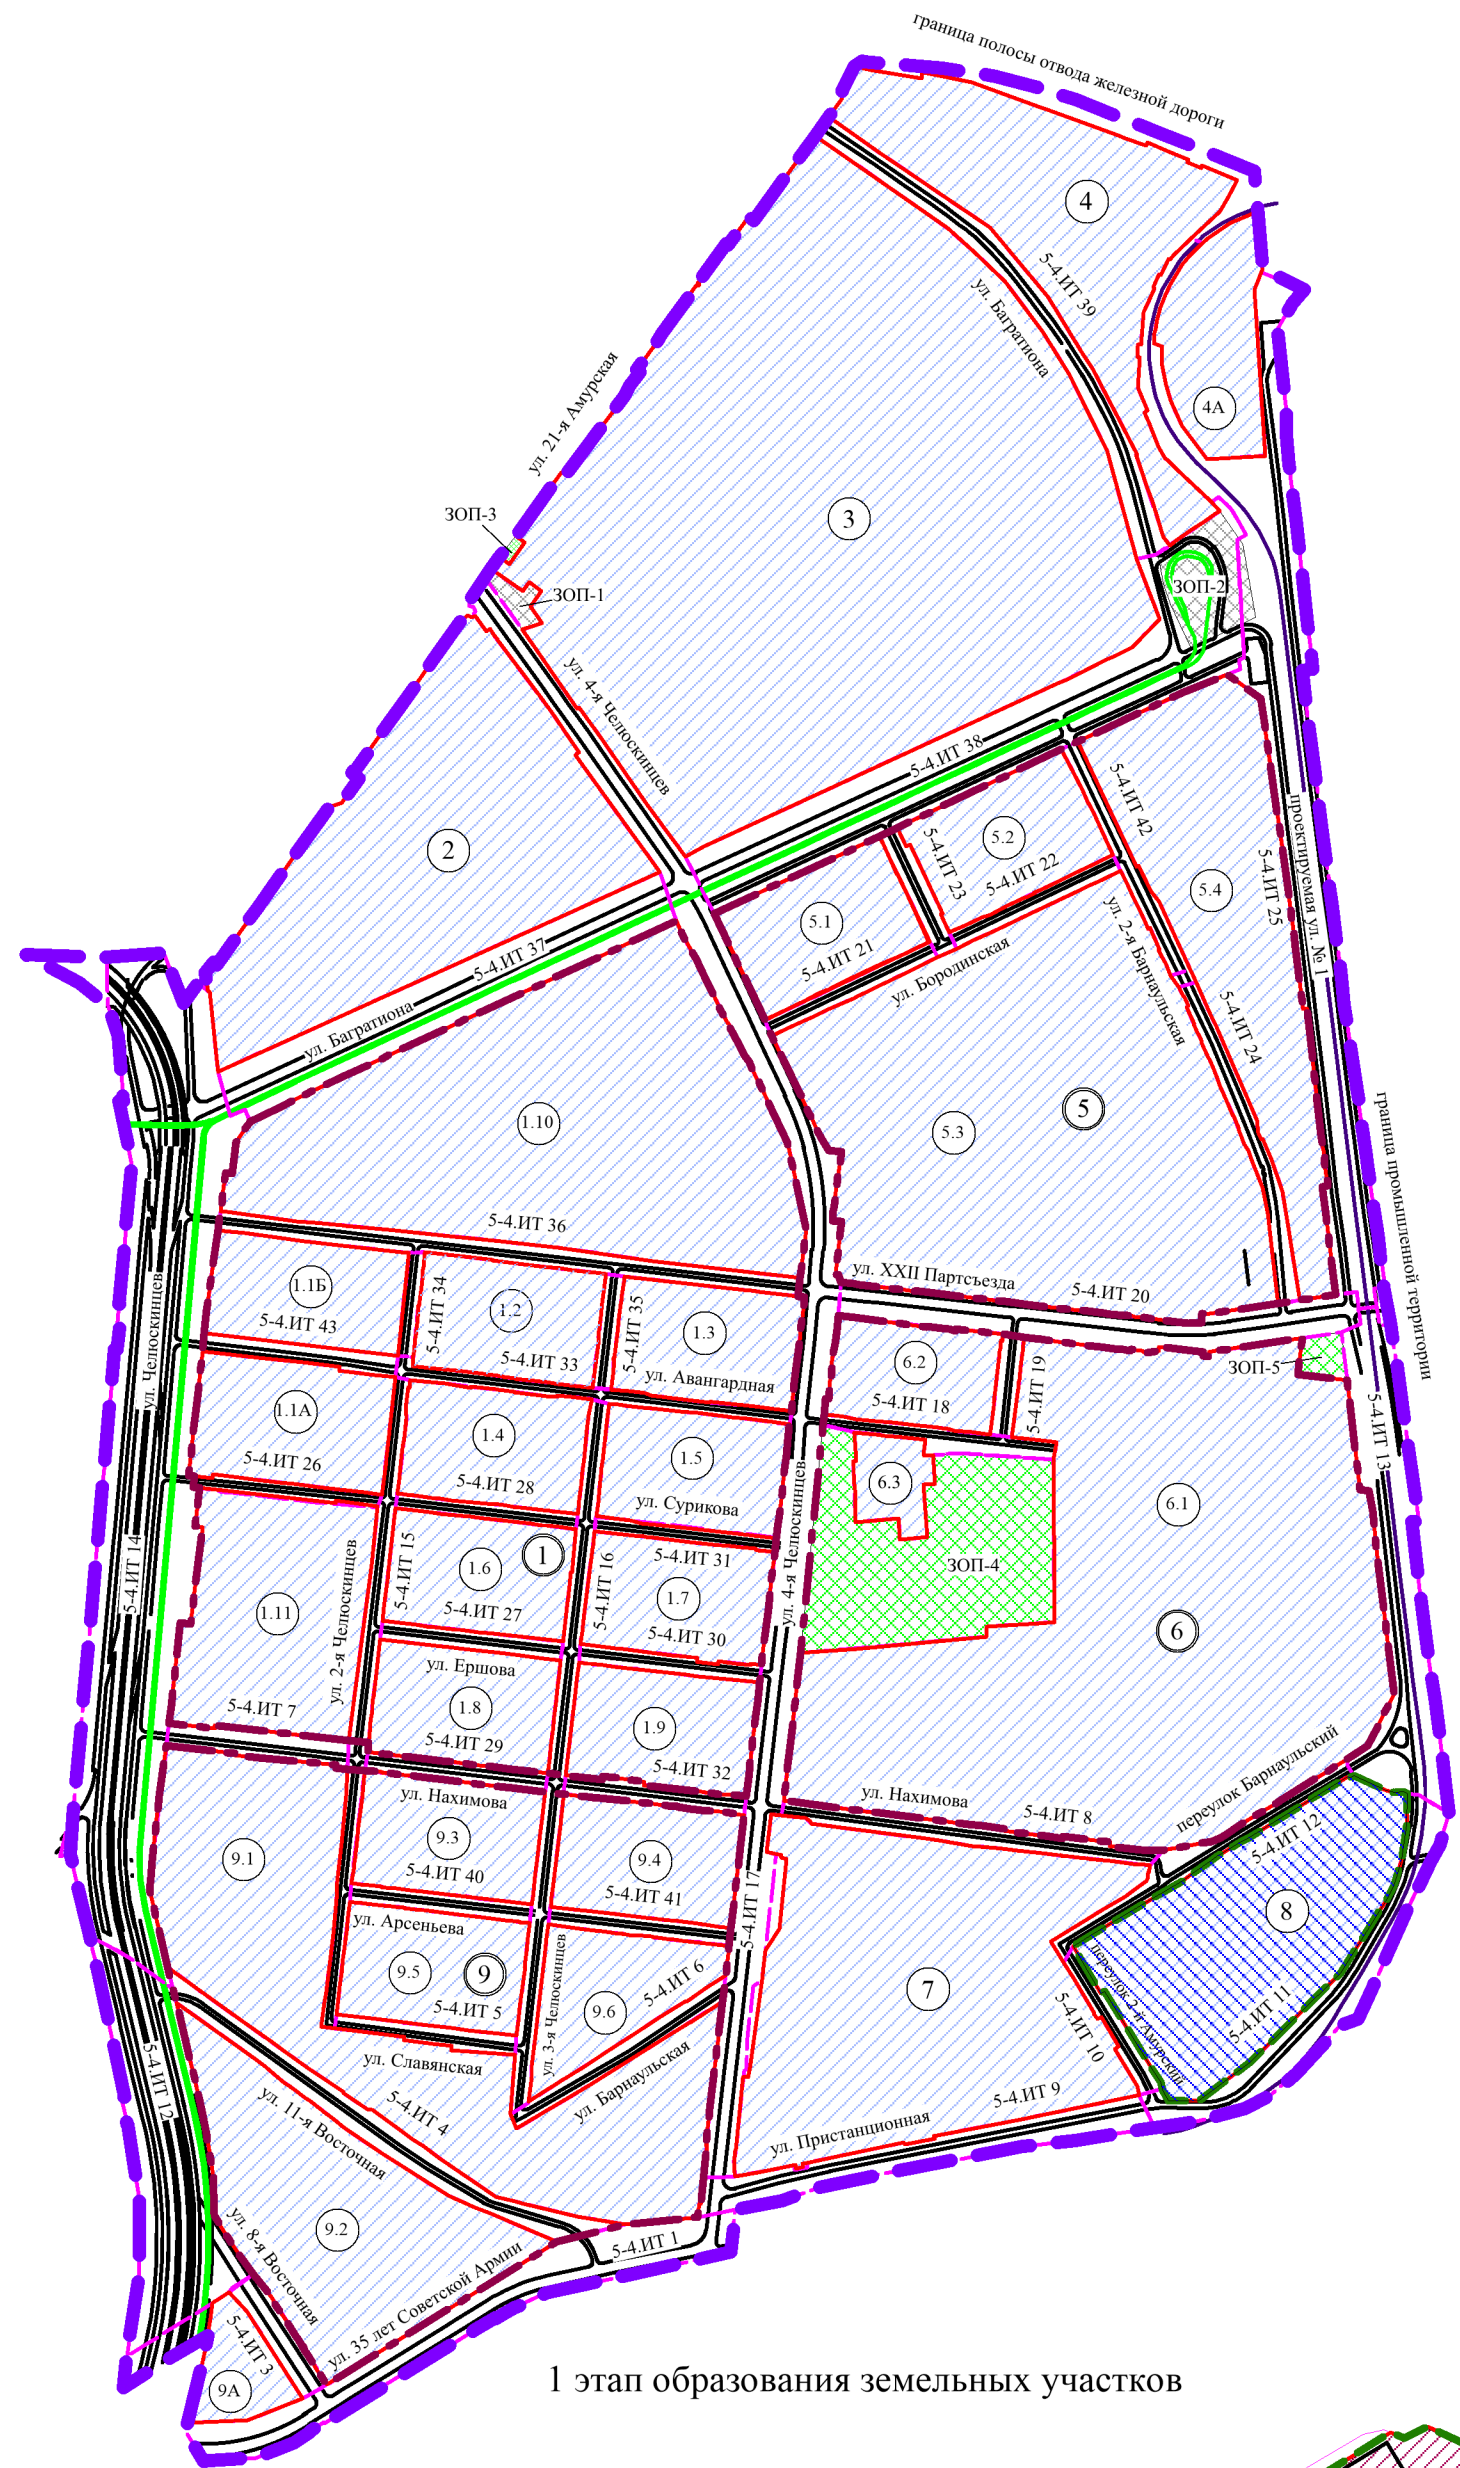 граница полосы отвода железной дороги
4
5-4.ИТ 39
ул. Багратиона
4А
ул. 21-я Амурская
ЗОП-3
3
ЗОП-1
ЗОП-2
ул. 4-я Челюскинцев
5-4.ИТ 38
5-4.ИТ 42
проектируемая ул. № 1
2
5.2
5-4.ИТ 23
5-4.ИТ 22
5-4.ИТ 25
5.4
5.1
5-4.ИТ 21
ул. Бородинская
ул. 2-я Барнаульская
5-4.ИТ 37
ул. Багратиона
5-4.ИТ 24
1.10
5.3
5
граница промышленной территории
5-4.ИТ 36
ул. Челюскинцев
1.1Б
5-4.ИТ 43
5-4.ИТ 34
1.2
5-4.ИТ 33
5-4.ИТ 35
1.3
ул. Авангардная
ул. XXII Партсъезда
5-4.ИТ 20
6.2
5-4.ИТ 18
5-4.ИТ 19
ЗОП-5
5-4.ИТ 13
1.1А
5-4.ИТ 26
1.4
5-4.ИТ 28
1.5
ул. Сурикова
ул. 4-я Челюскинцев
6.3
6.1
5-4.ИТ 14
1.11
ул. 2-я Челюскинцев
5-4.ИТ 15
1.6
1
5-4.ИТ 27
5-4.ИТ 16
5-4.ИТ 31
1.7
5-4.ИТ 30
ЗОП-4
6
5-4.ИТ 7
ул. Ершова
1.8
5-4.ИТ 29
1.9
5-4.ИТ 32
ул. Нахимова
5-4.ИТ 8
переулок Барнаульский
5-4.ИТ 12
9.1
ул. Нахимова
9.3
5-4.ИТ 40
9.4
5-4.ИТ 41
5-4.ИТ 17
8
ул. Арсеньева
9.5
9
5-4.ИТ 5
ул. 3-я Челюскинцев
9.6
5-4.ИТ 6
7
переулок 2-й Амурский
5-4.ИТ 10
5-4.ИТ 11
5-4.ИТ 12
ул. Славянская
ул. Барнаульская
5-4.ИТ 9
ул. Пристанционная
5-4.ИТ 4
ул. 11-я Восточная
9.2
ул. 8-я Восточная
5-4.ИТ 1
ул. 35 лет Советской Армии
5-4.ИТ 3
9А
1 этап образования земельных участков